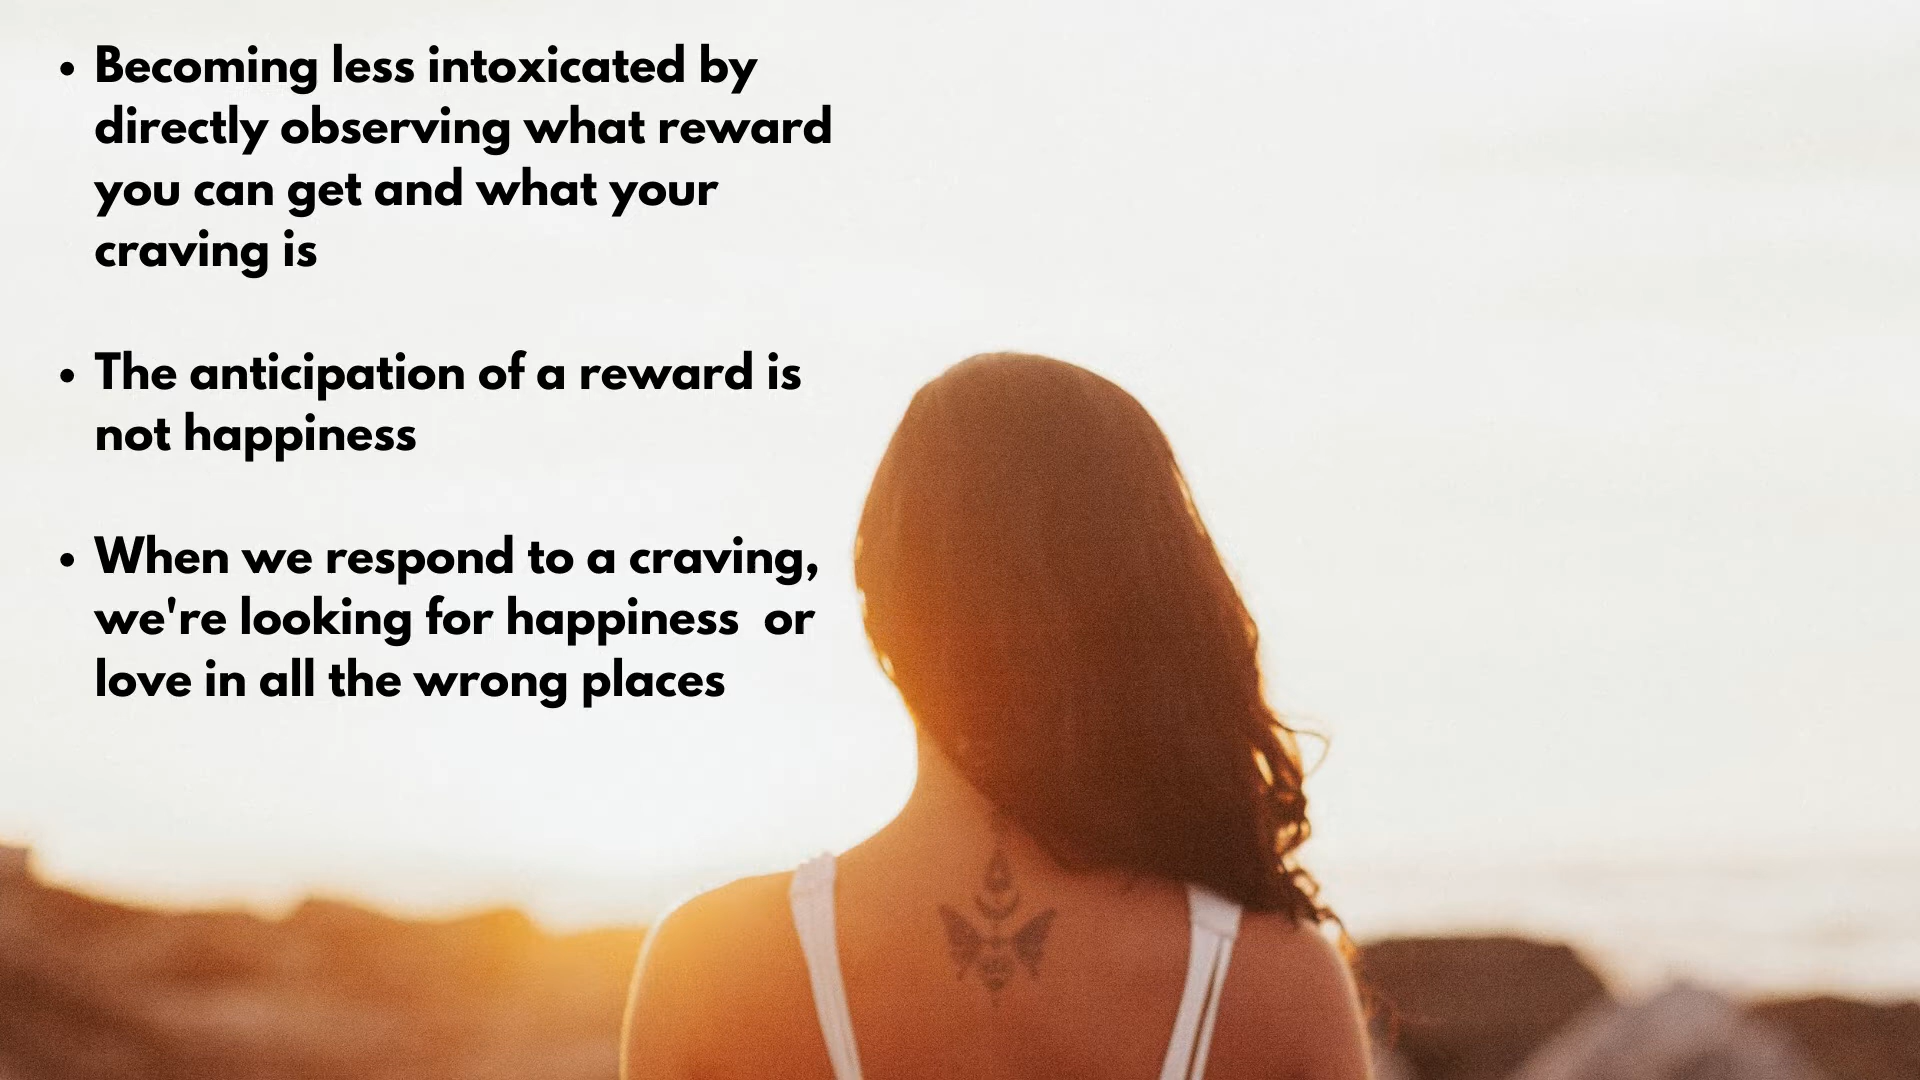 • Becoming less intoxicated by
directly observing what reward
you can get and what your
craving is
• The anticipation of a reward is
not happiness
• When we respond to a craving,
we're looking for happiness  or
love in all the wrong places